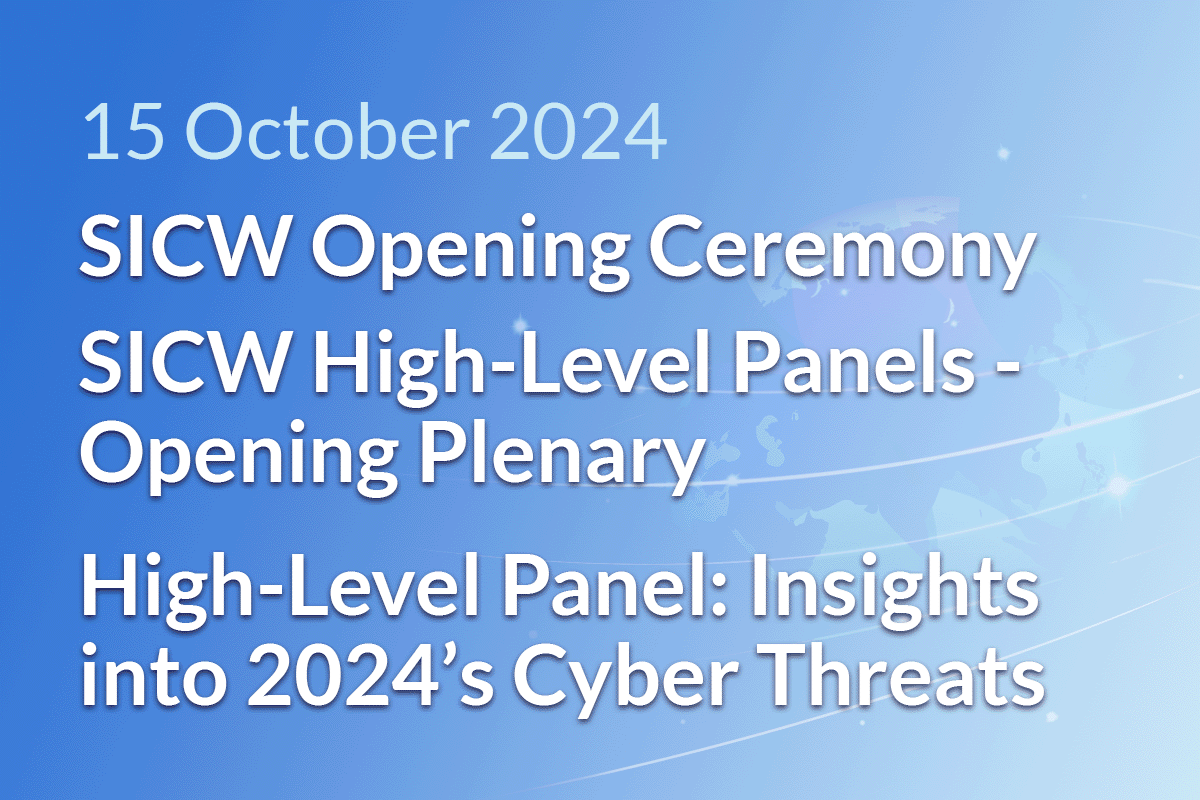 15 October 2024
SICW Opening Ceremony
SICW High-Level Panels -
Opening Plenary
High-Level Panel: Insights
into 2024’s Cyber Threats